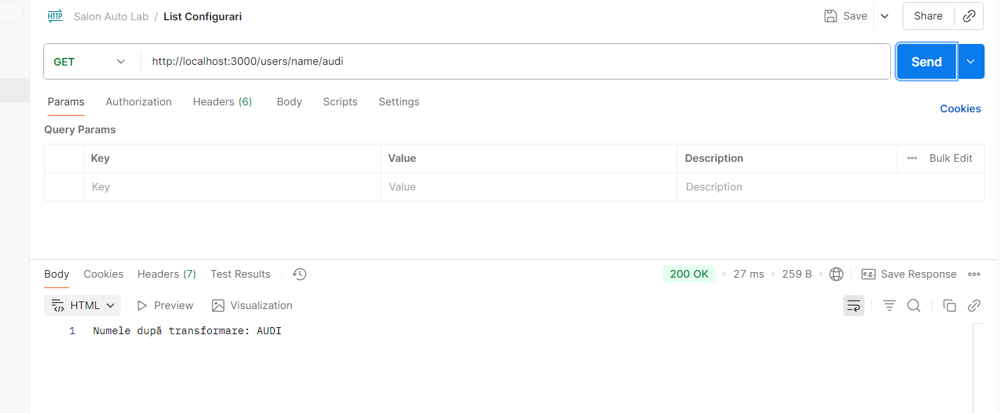 HTTP Salon Auto Lab / List Configurari Save Share
GET http://localhost:3000/users/name/audi Send
Params Authorization Headers (6) Body Scripts Settings Cookies
Query Params
Key Value Description Bulk Edit
Key Value Description
Body Cookies Headers (7) Test Results 200 OK • 27 ms • 259 B • e.g. Save Response
HTML Preview Visualization
1 Numele după transformare: AUDI